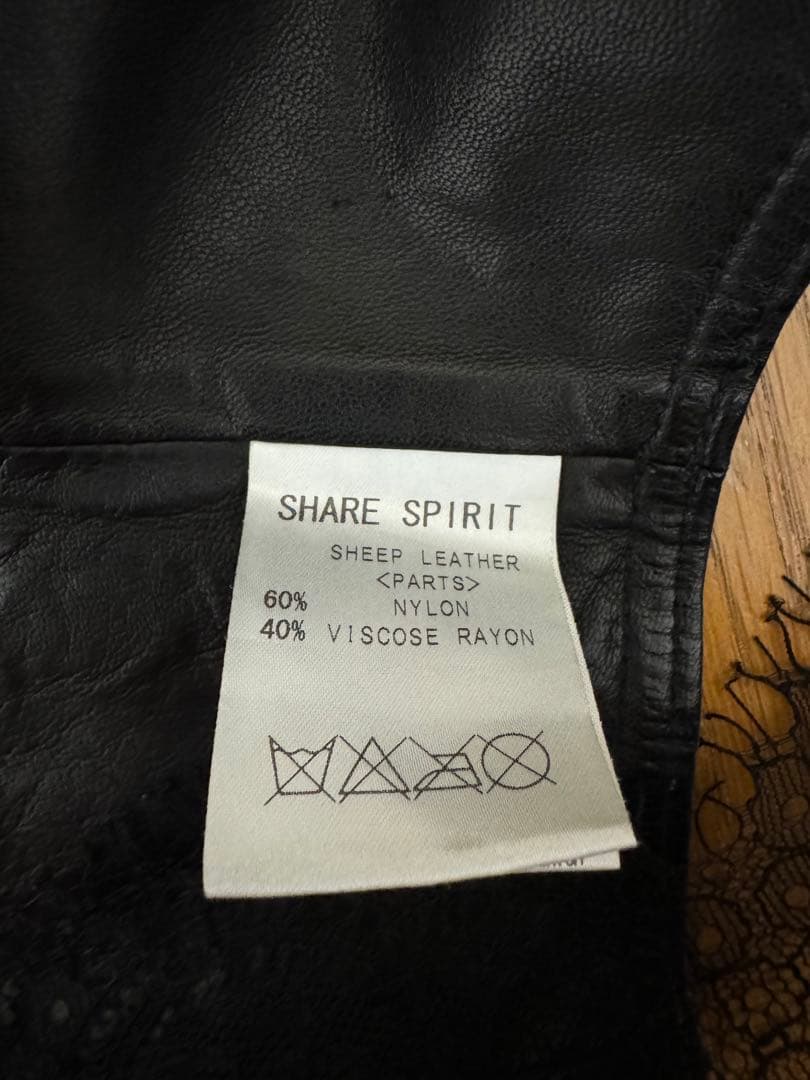 SHARE SPIRIT
SHEEP LEATHER
<PARTS>
60% NYLON
40% VISCOSE RAYON